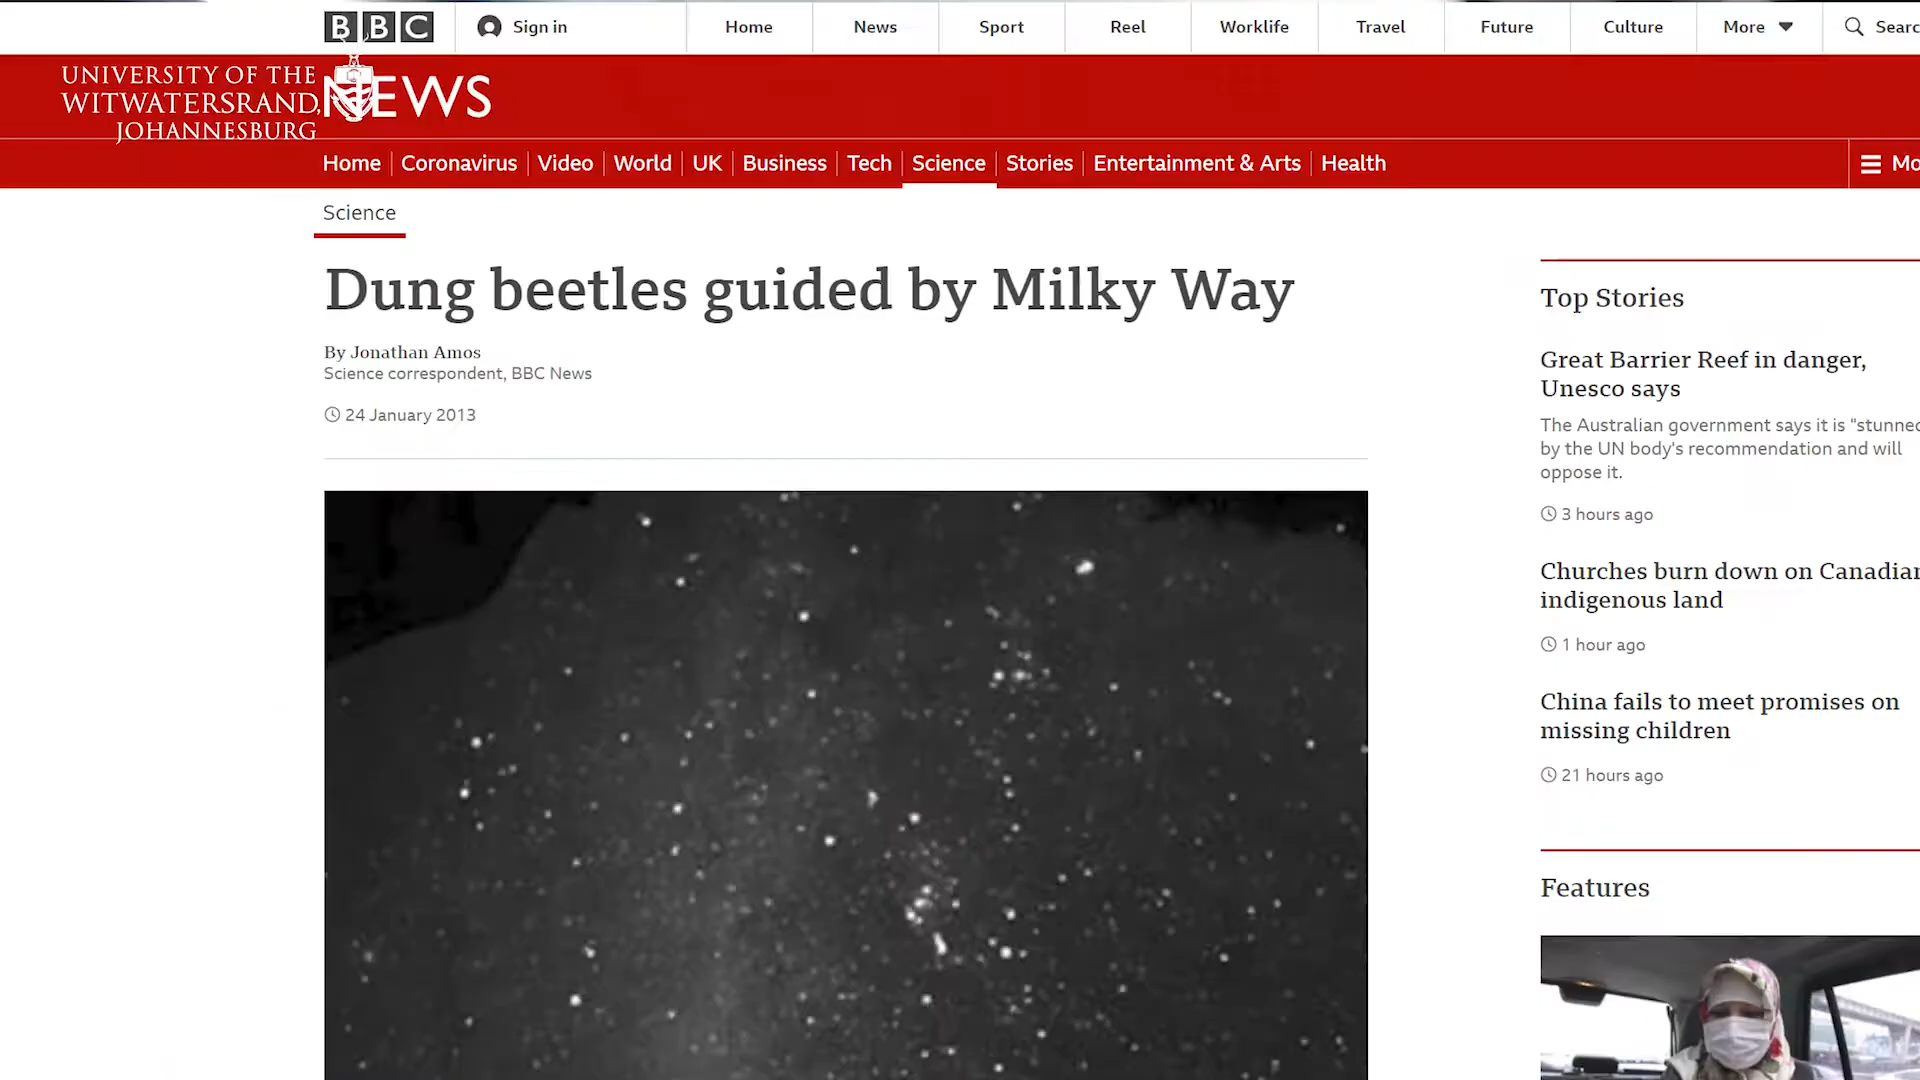 BBC
Sign in
Home
News
Sport
Reel
Worklife
Travel
Future
Culture
More
UNIVERSITY OF THE
WITWATERSRAND,
JOHANNESBURG
NEWS
Home
Coronavirus
Video
World
UK
Business
Tech
Science
Stories
Entertainment & Arts
Health
Science
Dung beetles guided by Milky Way
By Jonathan Amos
Science correspondent, BBC News
24 January 2013
Top Stories
Great Barrier Reef in danger,
Unesco says
The Australian government says it is "stunned
by the UN body's recommendation and will
oppose it.
3 hours ago
Churches burn down on Canadian
indigenous land
1 hour ago
China fails to meet promises on
missing children
21 hours ago
Features